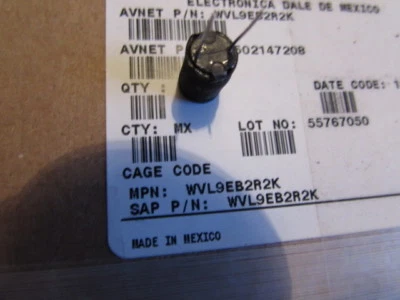 ELECTRONICA DALE DE MEXICO
AVNET P/N: WVL9EB2R2K
AVNET P 602147208
QTY :
DATE CODE: 1
CTY: MX LOT NO: 55767050
CAGE CODE
MPN: WVL9EB2R2K
SAP P/N: WVL9EB2R2K
MADE IN MEXICO